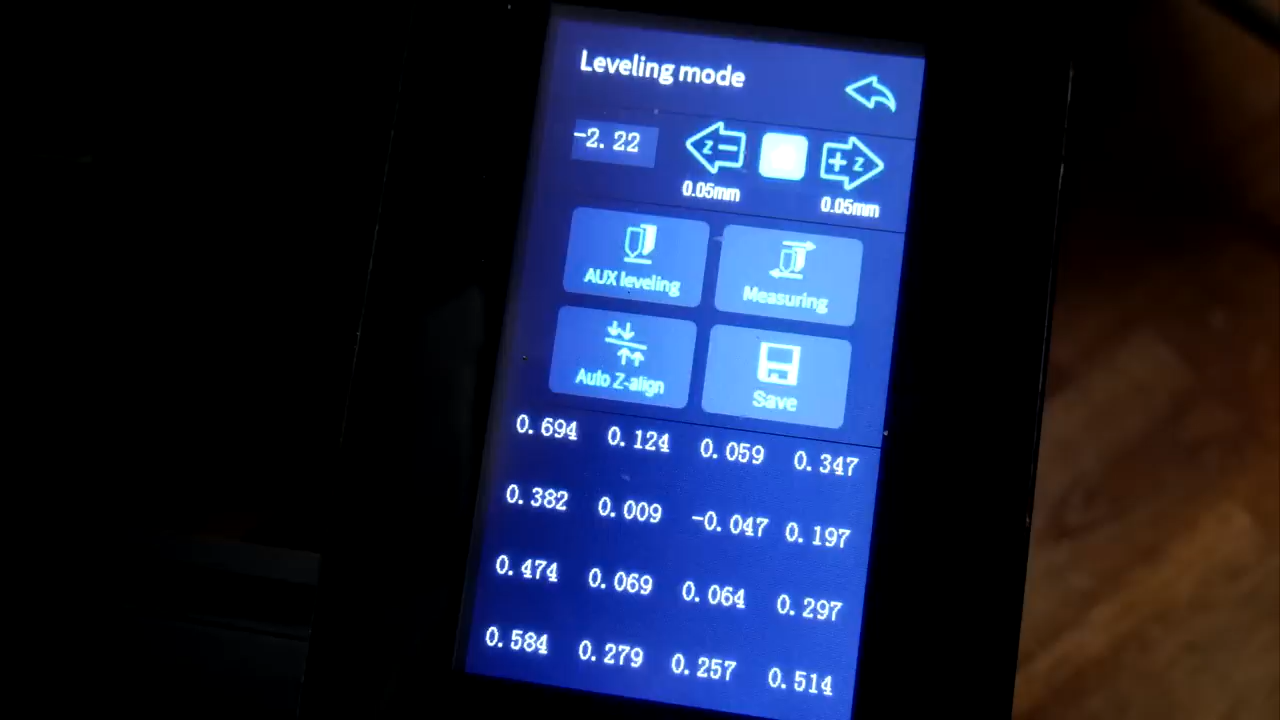 Leveling mode
-2.22 Z- +Z
0.05mm 0.05mm
AUX leveling Measuring
Auto Z-align Save
0.694 0.124 0.059 0.347
0.382 0.009 -0.047 0.197
0.474 0.069 0.064 0.297
0.584 0.279 0.257 0.514